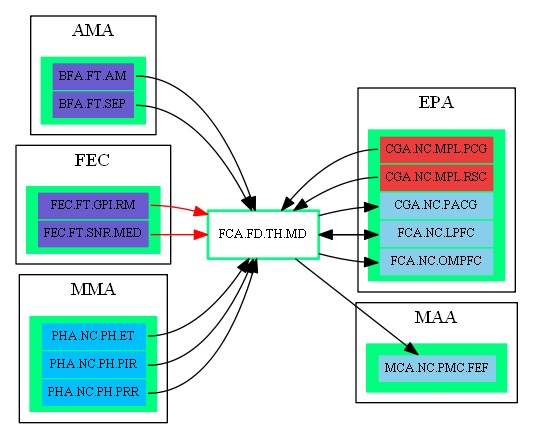 AMA
BFA.FT.AM
BFA.FT.SEP
FEC
FEC.FT.GPI.RM
FEC.FT.SNR.MED
MMA
PHA.NC.PH.ET
PHA.NC.PH.PIR
PHA.NC.PH.PRR
FCA.FD.TH.MD
EPA
CGA.NC.MPL.PCG
CGA.NC.MPL.RSC
CGA.NC.PACG
FCA.NC.LPFC
FCA.NC.OMPFC
MAA
MCA.NC.PMC.FEF